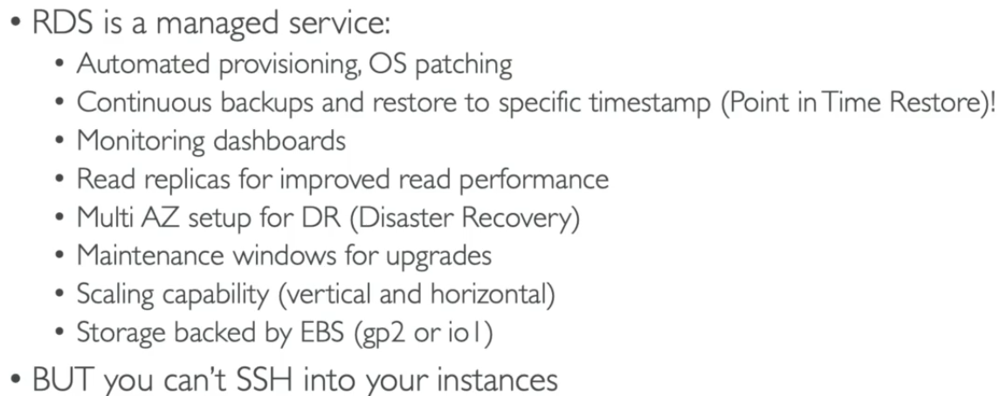 • RDS is a managed service:
• Automated provisioning, OS patching
• Continuous backups and restore to specific timestamp (Point in Time Restore)!
• Monitoring dashboards
• Read replicas for improved read performance
• Multi AZ setup for DR (Disaster Recovery)
• Maintenance windows for upgrades
• Scaling capability (vertical and horizontal)
• Storage backed by EBS (gp2 or io1)
• BUT you can’t SSH into your instances